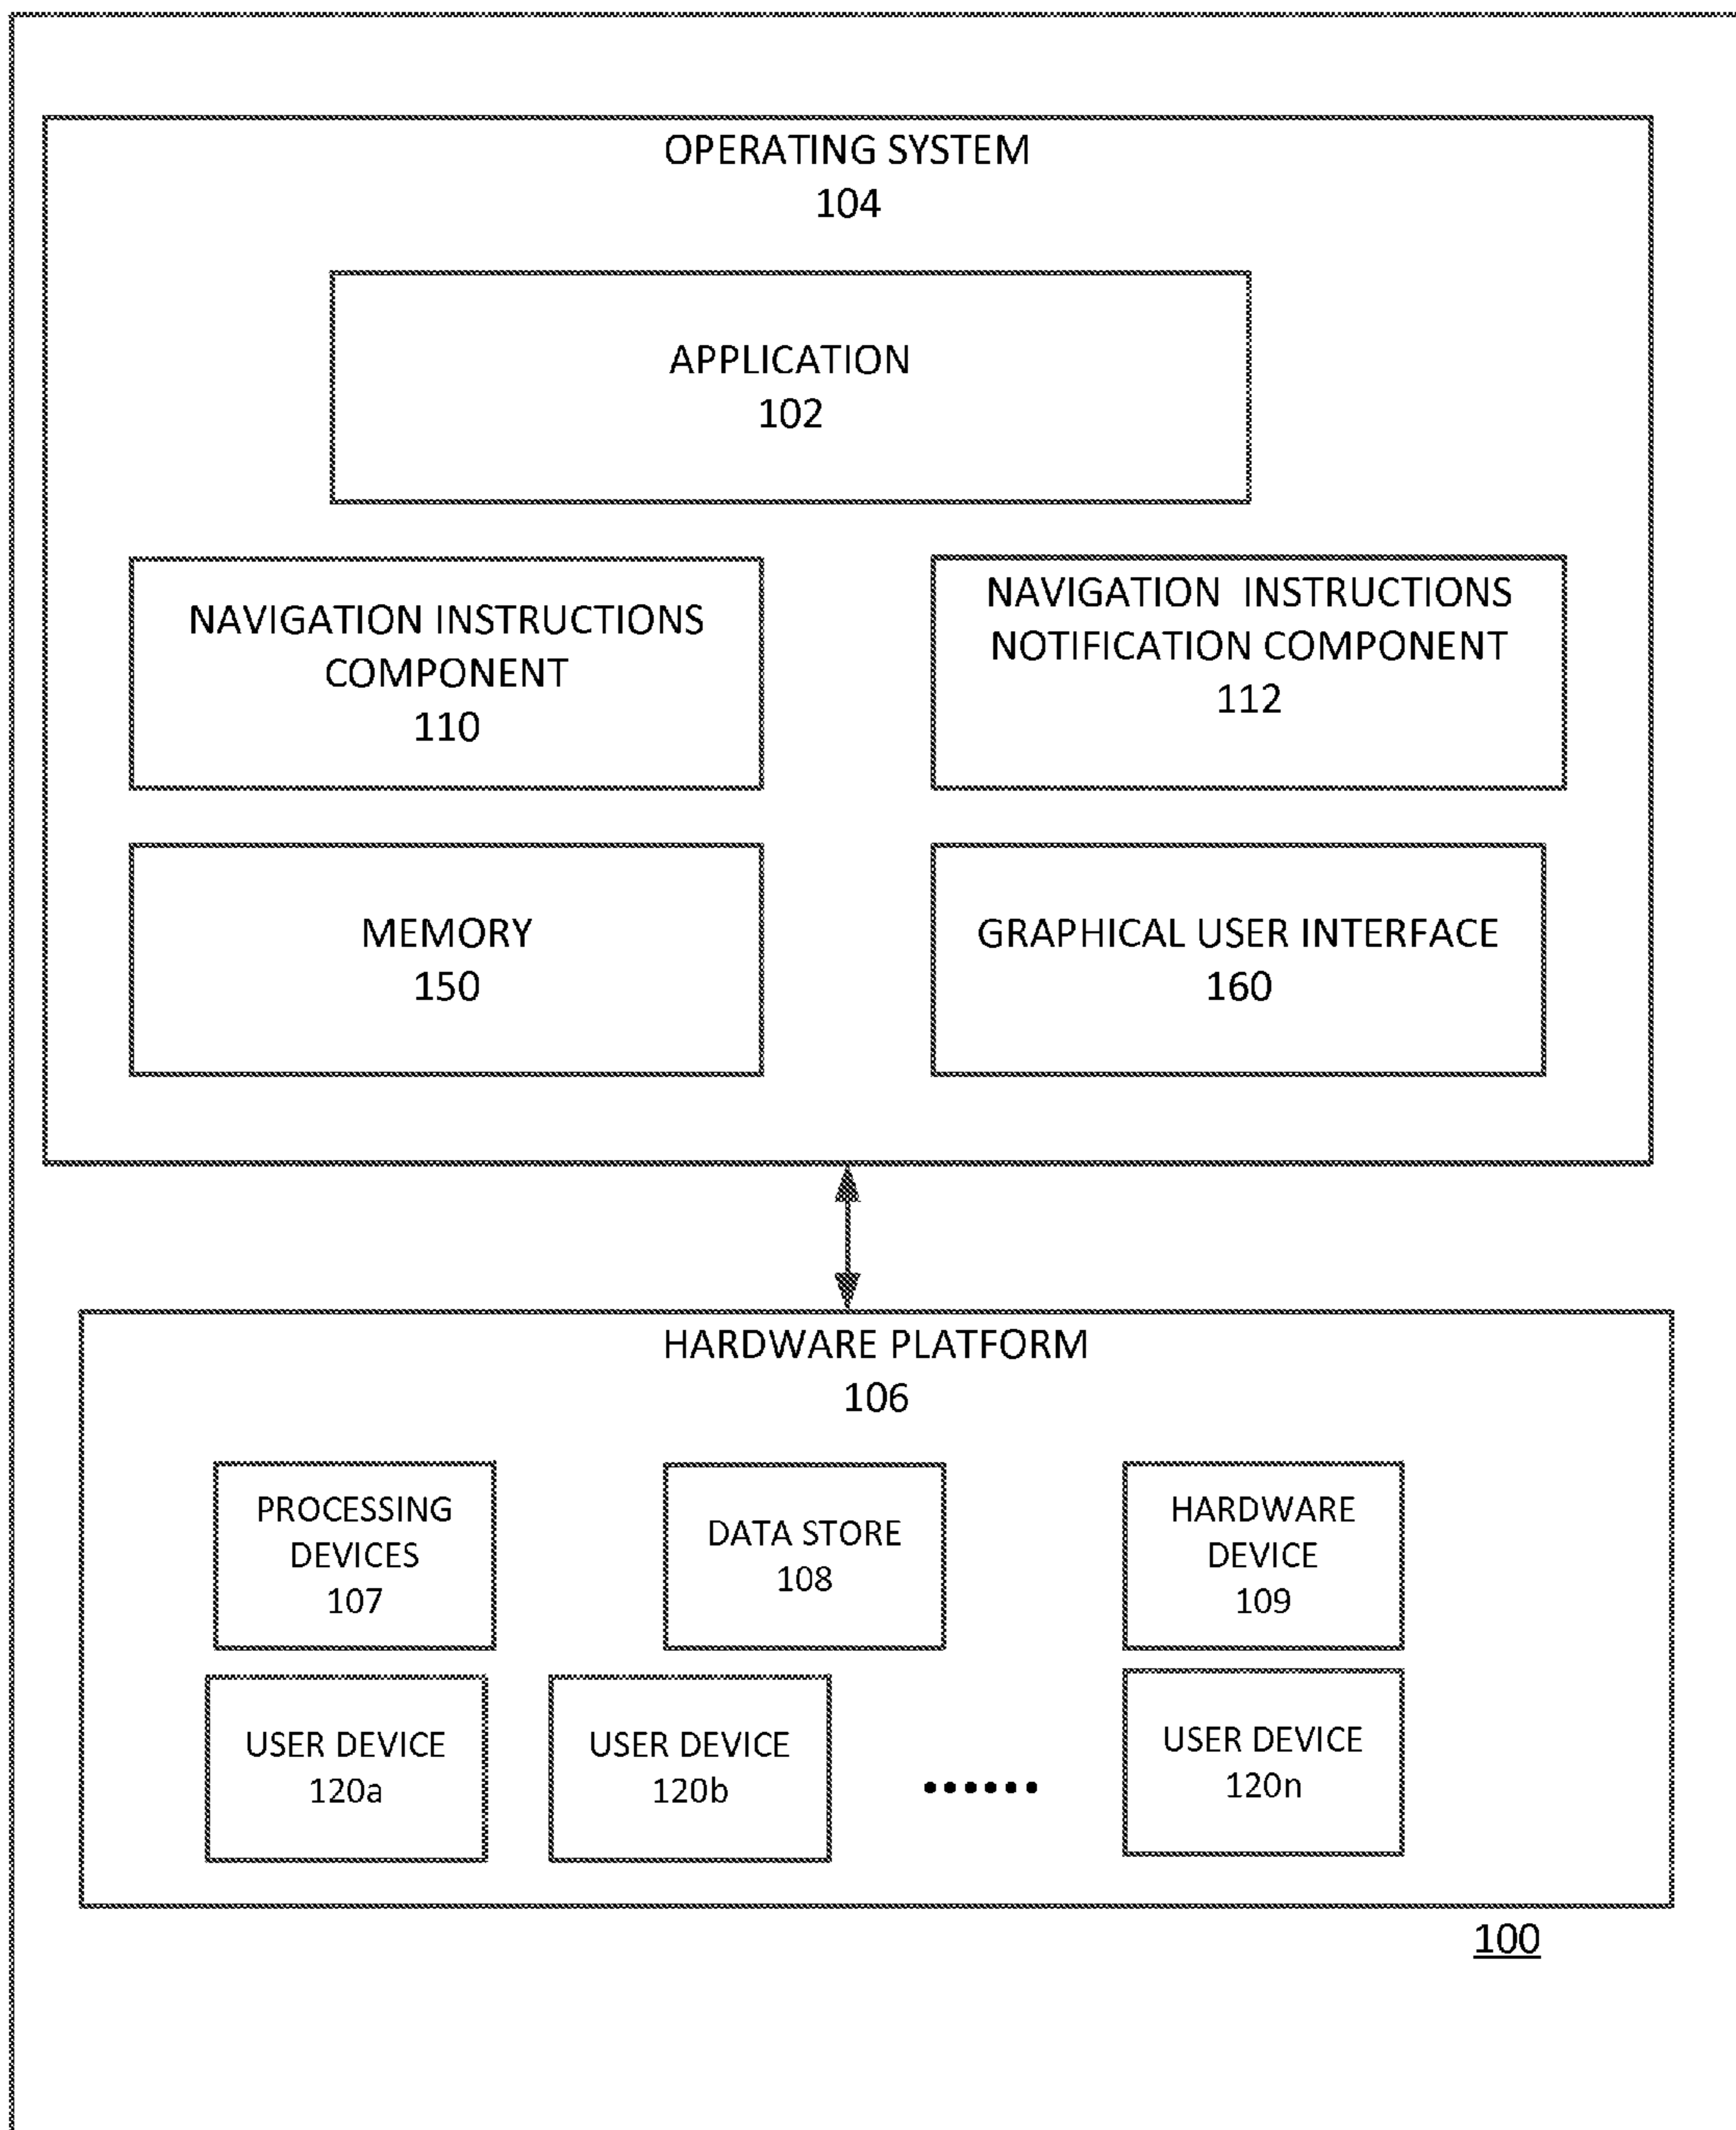 OPERATING SYSTEM
104
APPLICATION
102
NAVIGATION INSTRUCTIONS
COMPONENT
110
NAVIGATION INSTRUCTIONS
NOTIFICATION COMPONENT
112
MEMORY
150
GRAPHICAL USER INTERFACE
160
HARDWARE PLATFORM
106
PROCESSING
DEVICES
107
DATA STORE
108
HARDWARE
DEVICE
109
USER DEVICE
120a
USER DEVICE
120b
......
USER DEVICE
120n
100